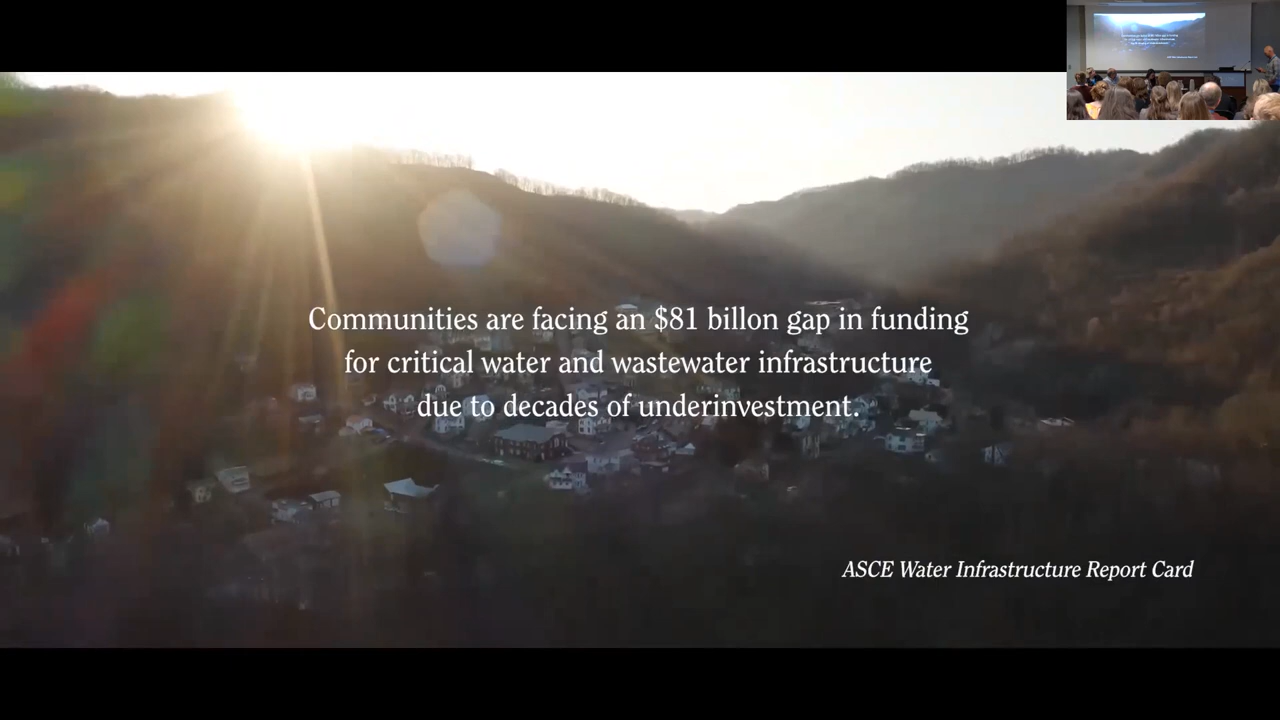 Communities are facing an $81 billon gap in funding
for critical water and wastewater infrastructure
due to decades of underinvestment.
ASCE Water Infrastructure Report Card